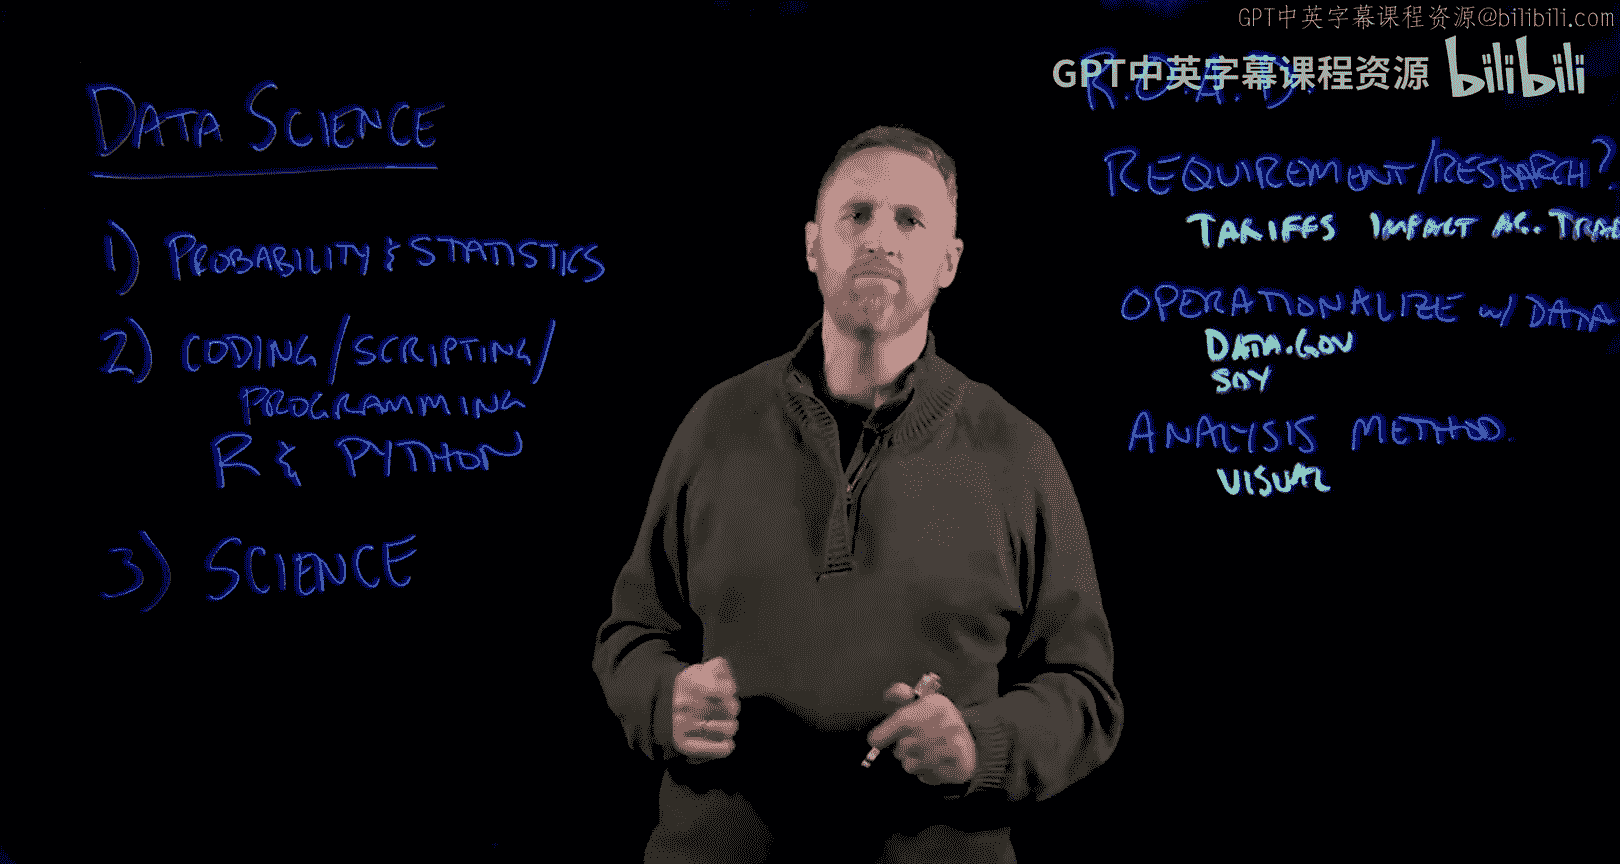 GPT中英字幕课程资源@bilibili.com
GPT中英字幕课程资源 bilibili
DATA SCIENCE
1) PROBABILITY & STATISTICS
2) CODING/SCRIPTING/
PROGRAMMING
R & PYTHON
3) SCIENCE
R.O.A.D.
REQUIREMENT/RESEARCH?
TARIFFS IMPACT AG. TRAD
OPERATIONALIZE w/ DATA
DATA.GOV
SOY
ANALYSIS METHOD.
VISUAL